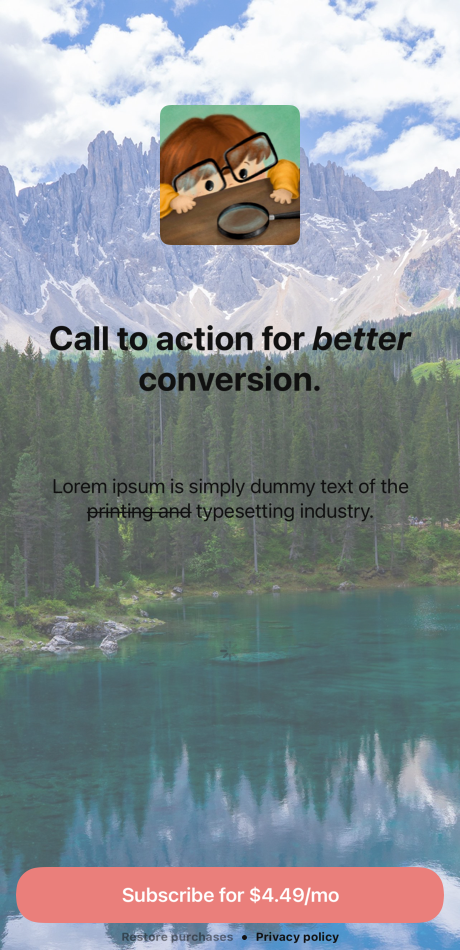 Call to action for better
conversion.
Lorem ipsum is simply dummy text of the
printing and typesetting industry.
Subscribe for $4.49/mo
Restore purchases • Privacy policy